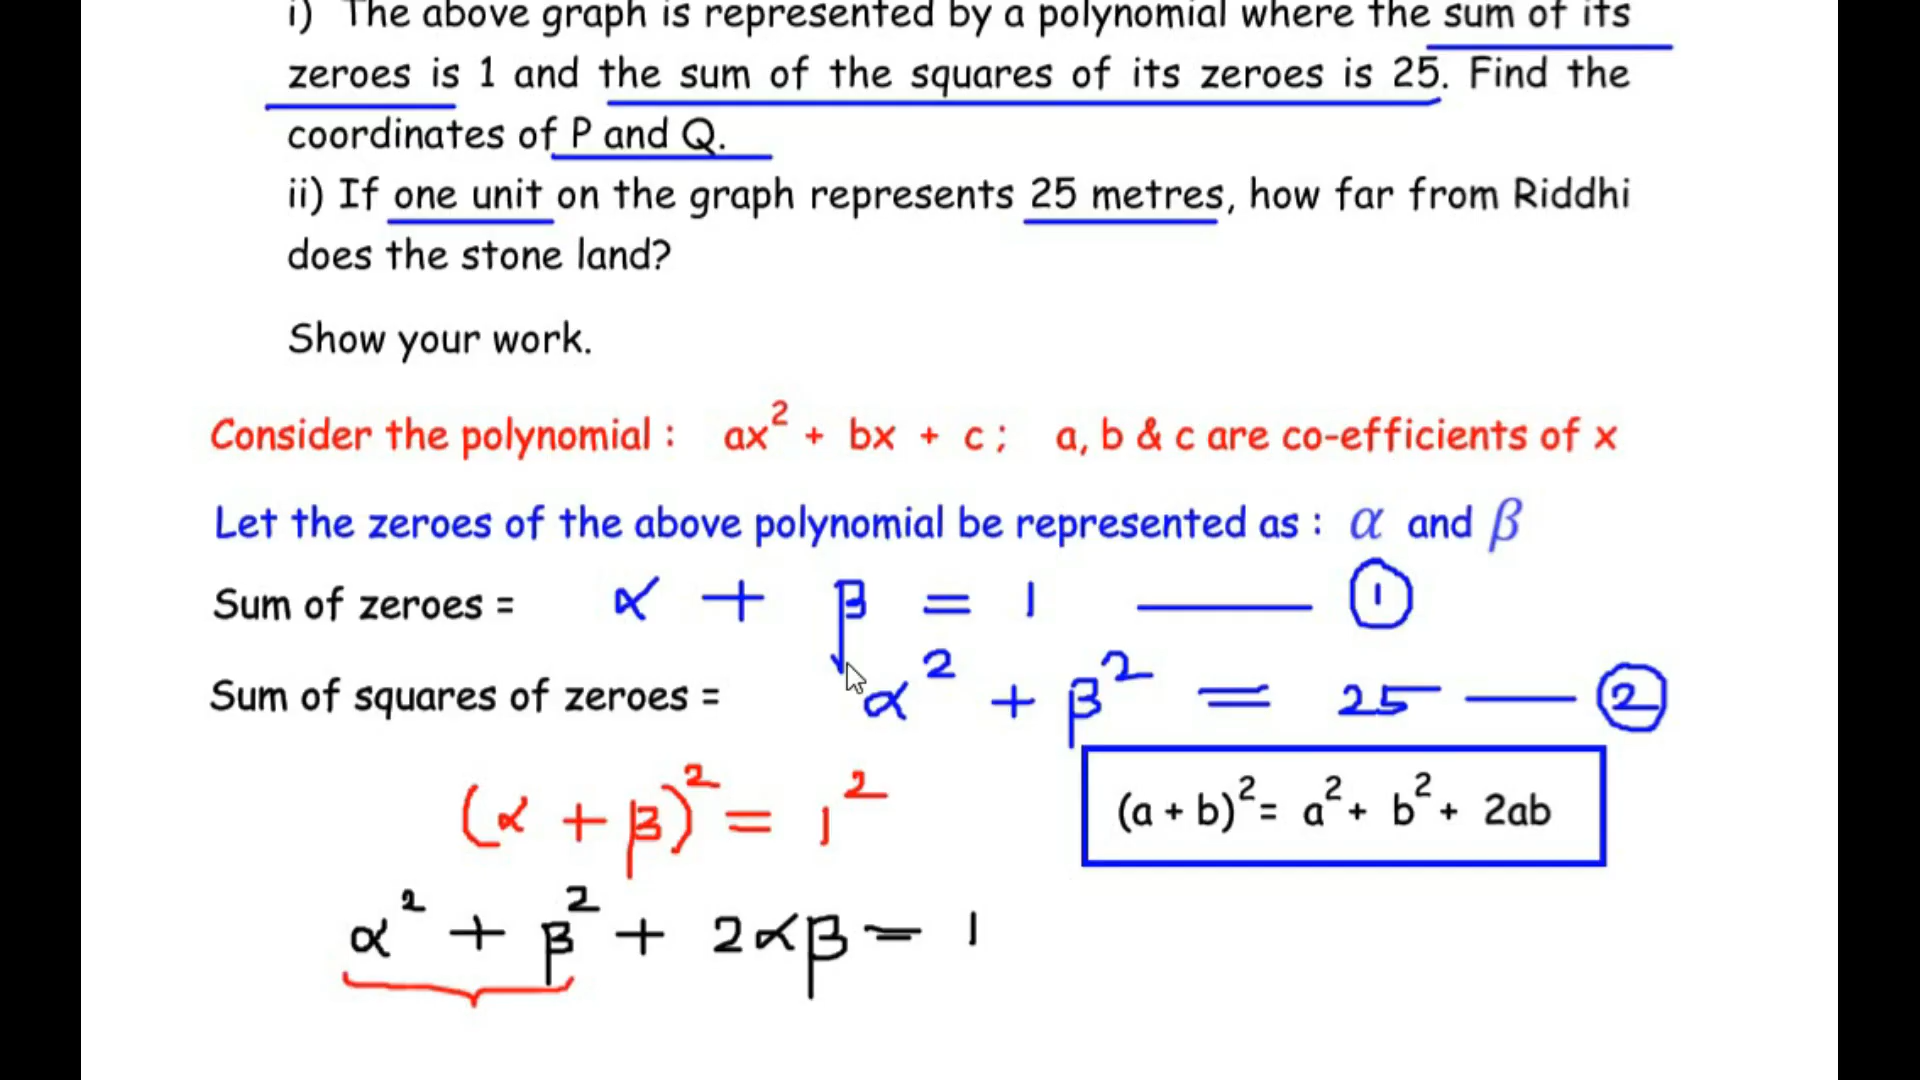 i) The above graph is represented by a polynomial where the sum of its
zeroes is 1 and the sum of the squares of its zeroes is 25. Find the
coordinates of P and Q.
ii) If one unit on the graph represents 25 metres, how far from Riddhi
does the stone land?
Show your work.
Consider the polynomial : ax² + bx + c ; a, b & c are co-efficients of x
Let the zeroes of the above polynomial be represented as : α and β
Sum of zeroes = α + β = 1 —— ①
Sum of squares of zeroes = α² + β² = 25 —— ②
(α + β)² = 1²
(a + b)² = a² + b² + 2ab
α² + β² + 2αβ = 1